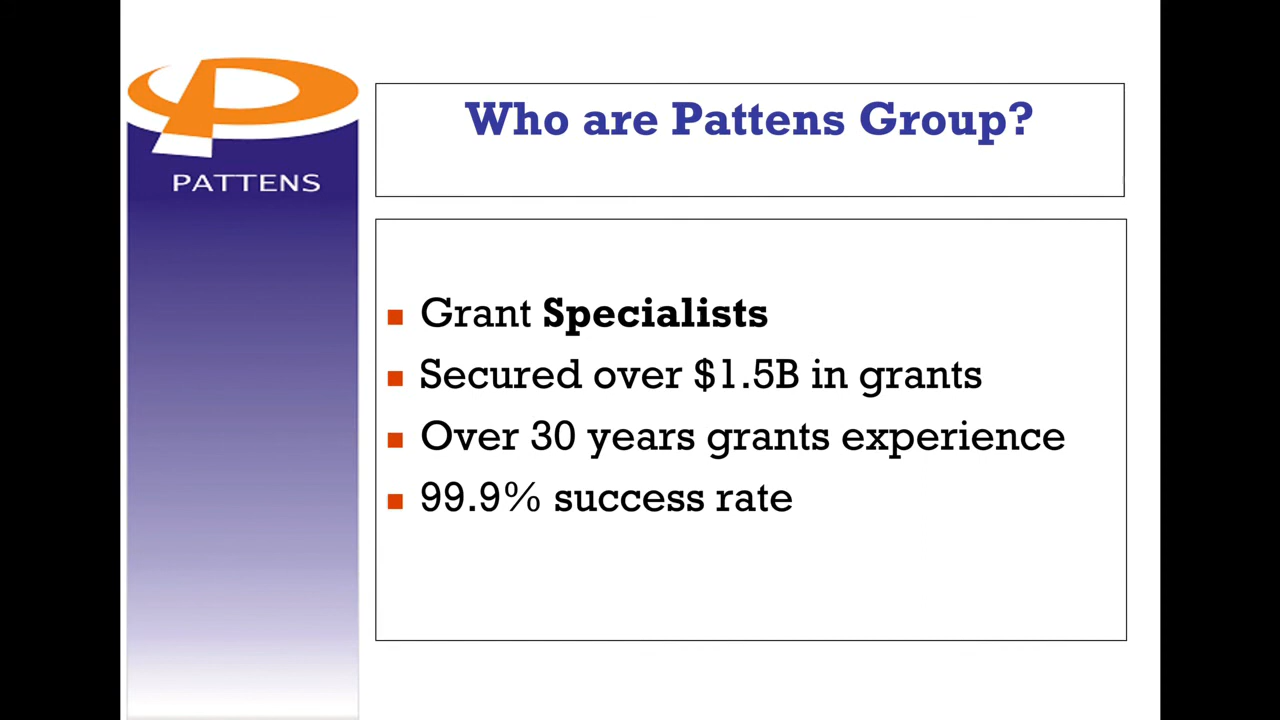 PATTENS
Who are Pattens Group?
Grant Specialists
Secured over $1.5B in grants
Over 30 years grants experience
99.9% success rate